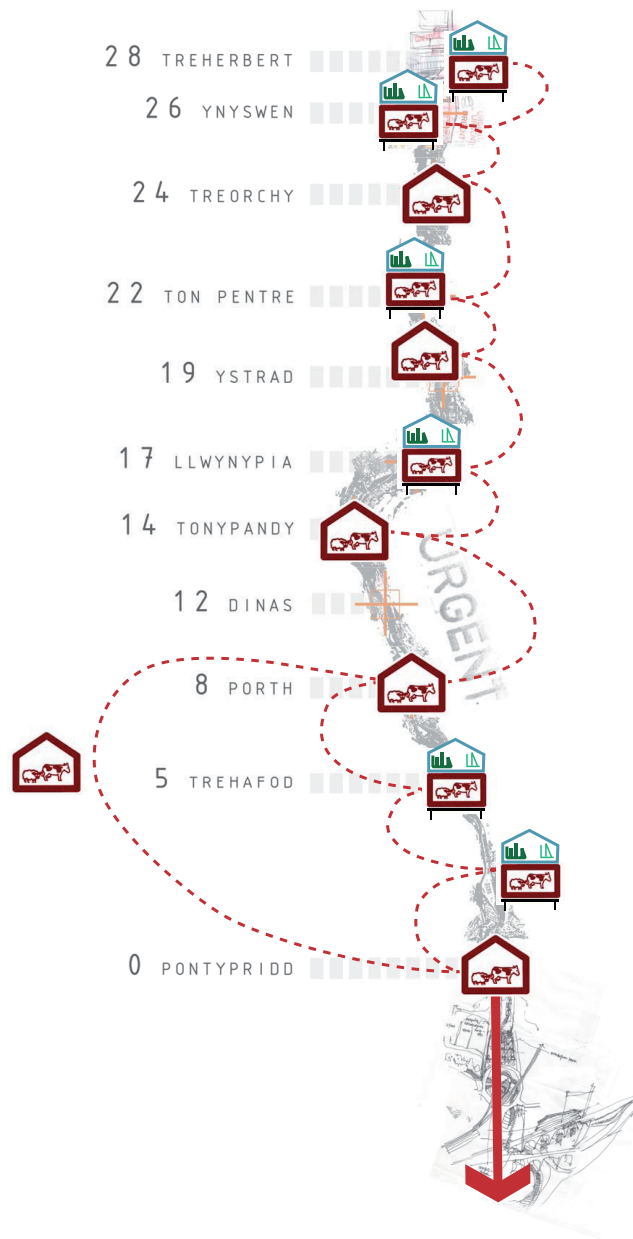 28 TREHERBERT
26 YNYSWEN
24 TREORCHY
22 TON PENTRE
19 YSTRAD
17 LLWYNYPIA
14 TONYPANDY
URGENT
12 DINAS
8 PORTH
5 TREHAFOD
0 PONTYPRIDD